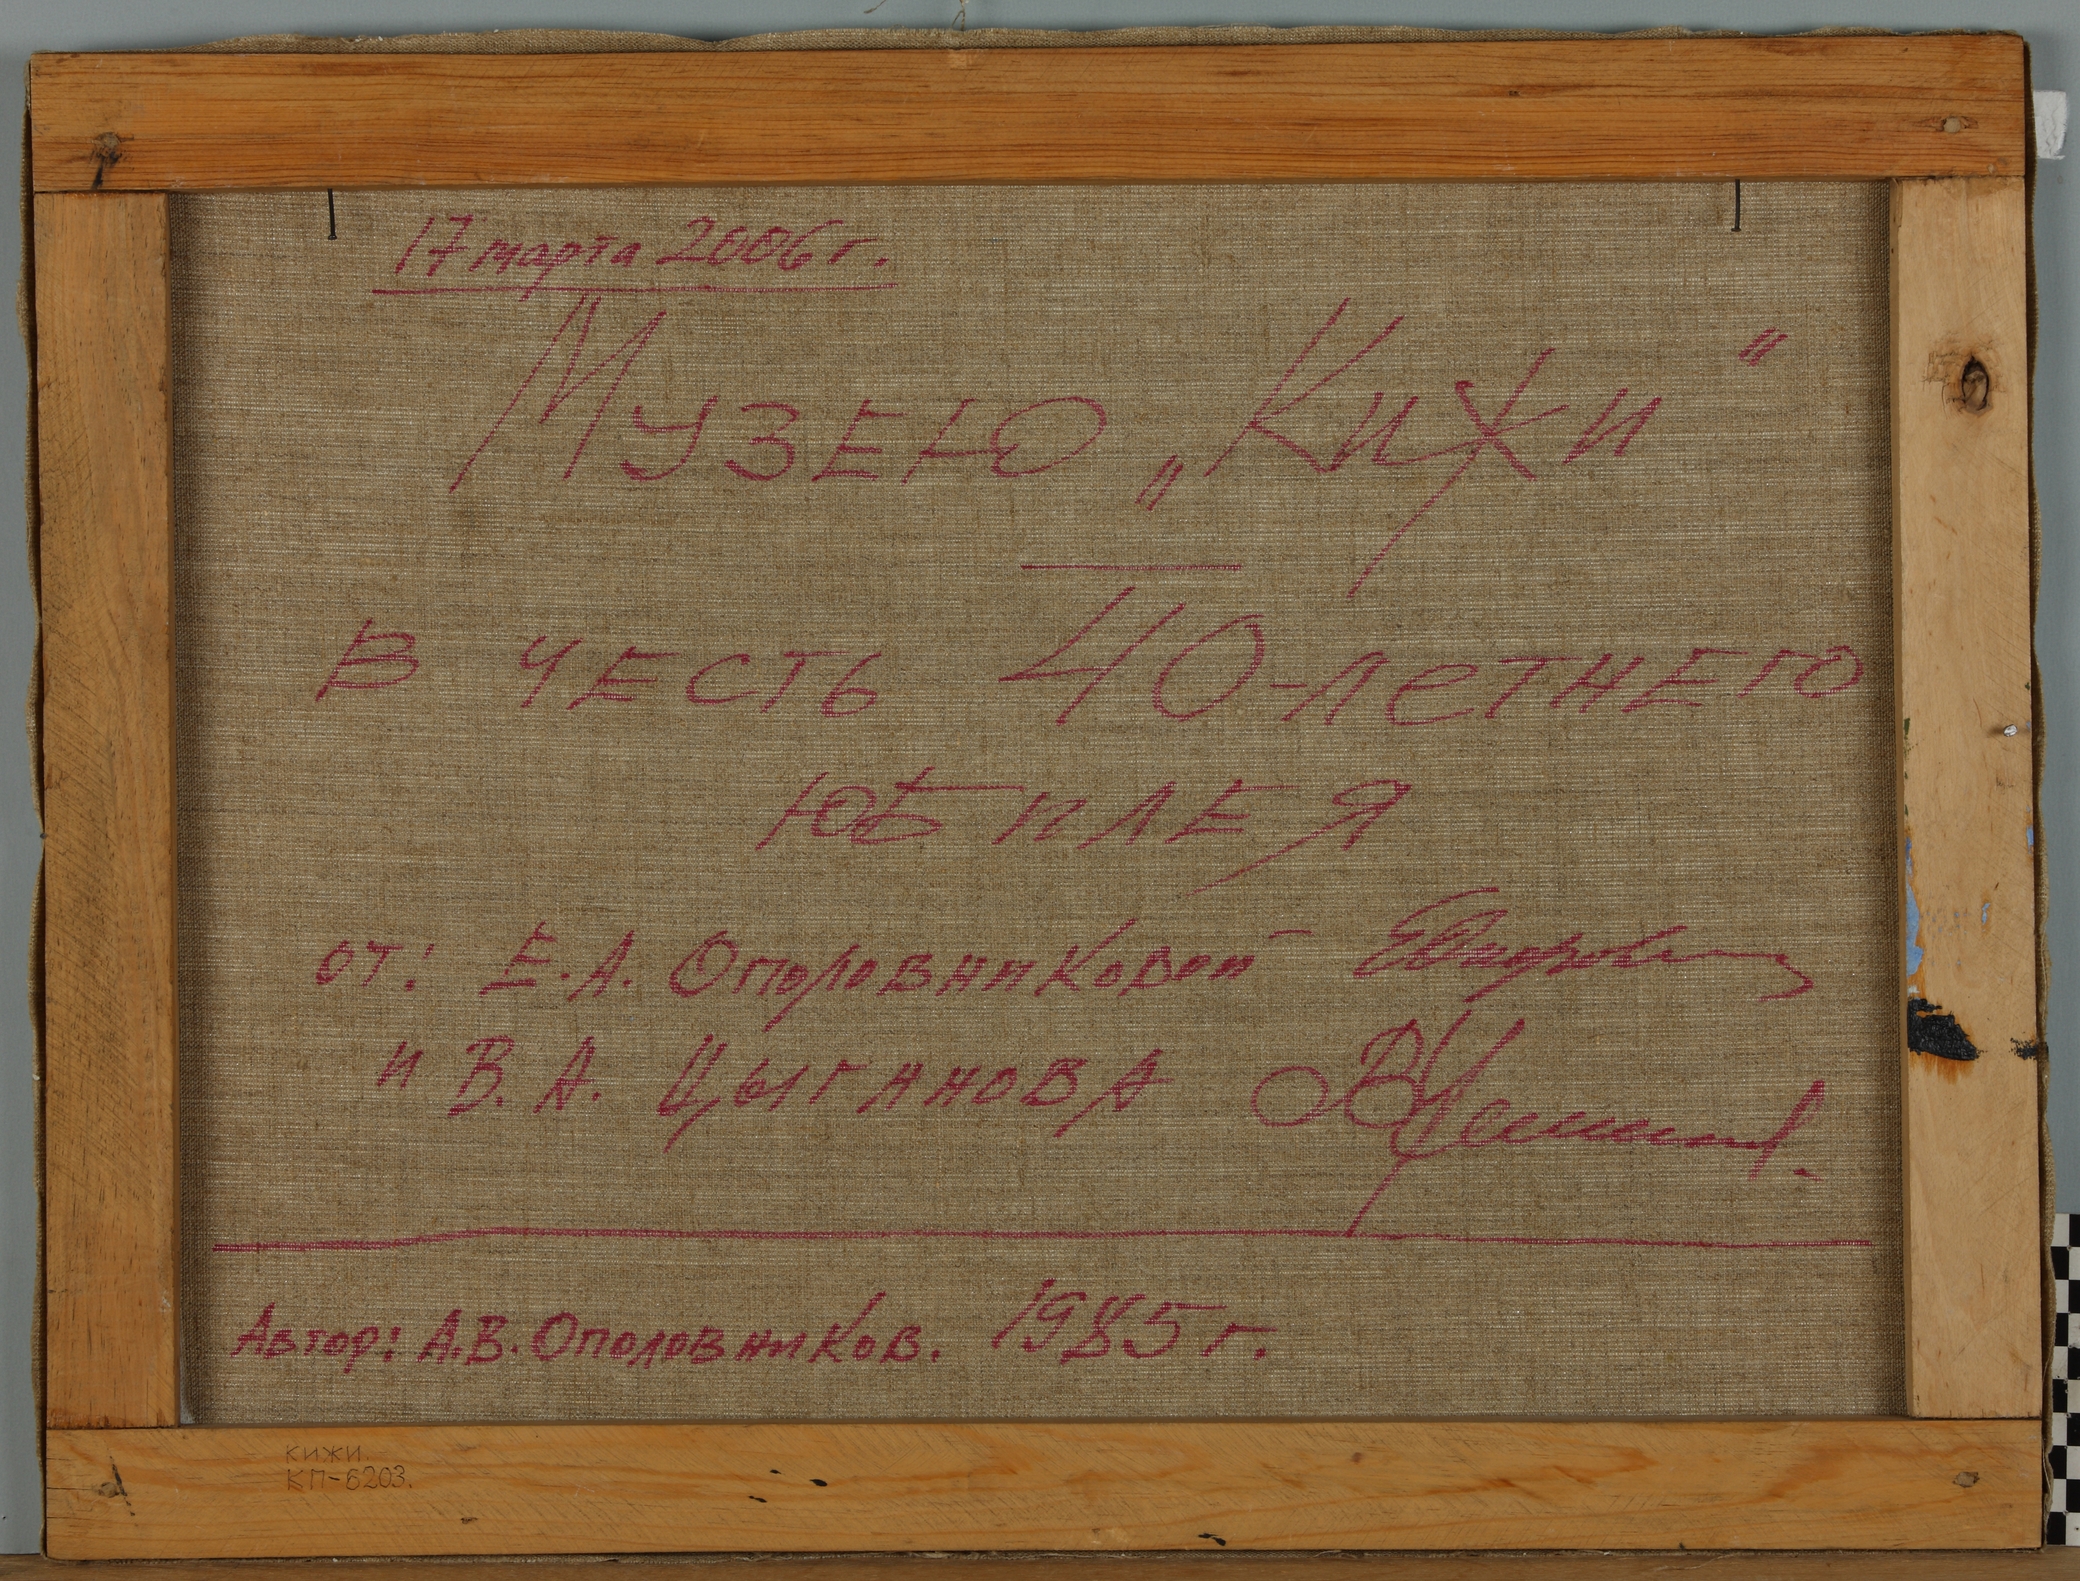 17 марта 2006 г.
Музею „Кижи"
В честь 40-летнего
юбилея
от: Е.А. Ополовниковой
и В.А. Цыганова
Автор: А.В. Ополовников. 1985 г.
КИЖИ.
КП-6203.